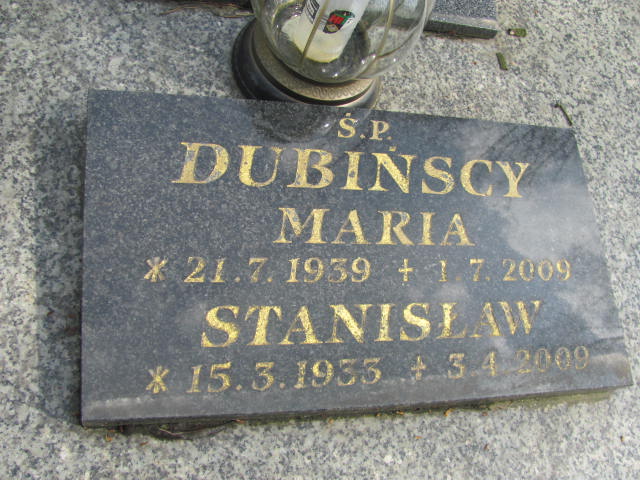 Ś.P.
DUBIŃSCY
MARIA
* 21.7.1939 † 1.7.2009
STANISŁAW
* 15.3.1933 † 3.4.2009